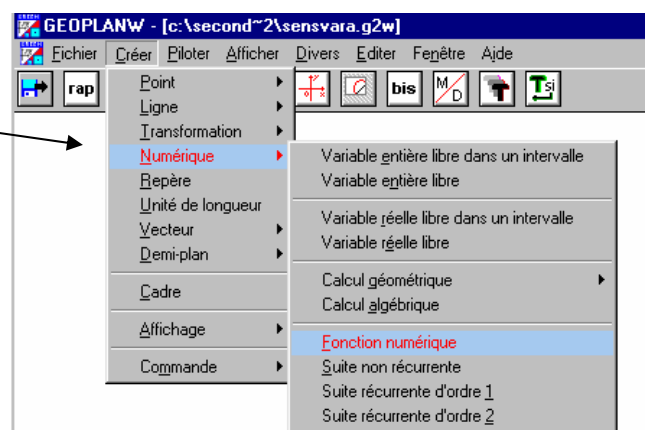 GEOPLANW - [c:\second~2\sensvara.g2w]
Fichier Créer Piloter Afficher Divers Editer Fenêtre Ajde
rap bis M/D Tsi
Point
Ligne
Transformation
Numérique
Repère
Unité de longueur
Vecteur
Demi-plan
Cadre
Affichage
Commande
Variable entière libre dans un intervalle
Variable entière libre
Variable réelle libre dans un intervalle
Variable réelle libre
Calcul géométrique
Calcul algébrique
Fonction numérique
Suite non récurrente
Suite récurrente d'ordre 1
Suite récurrente d'ordre 2